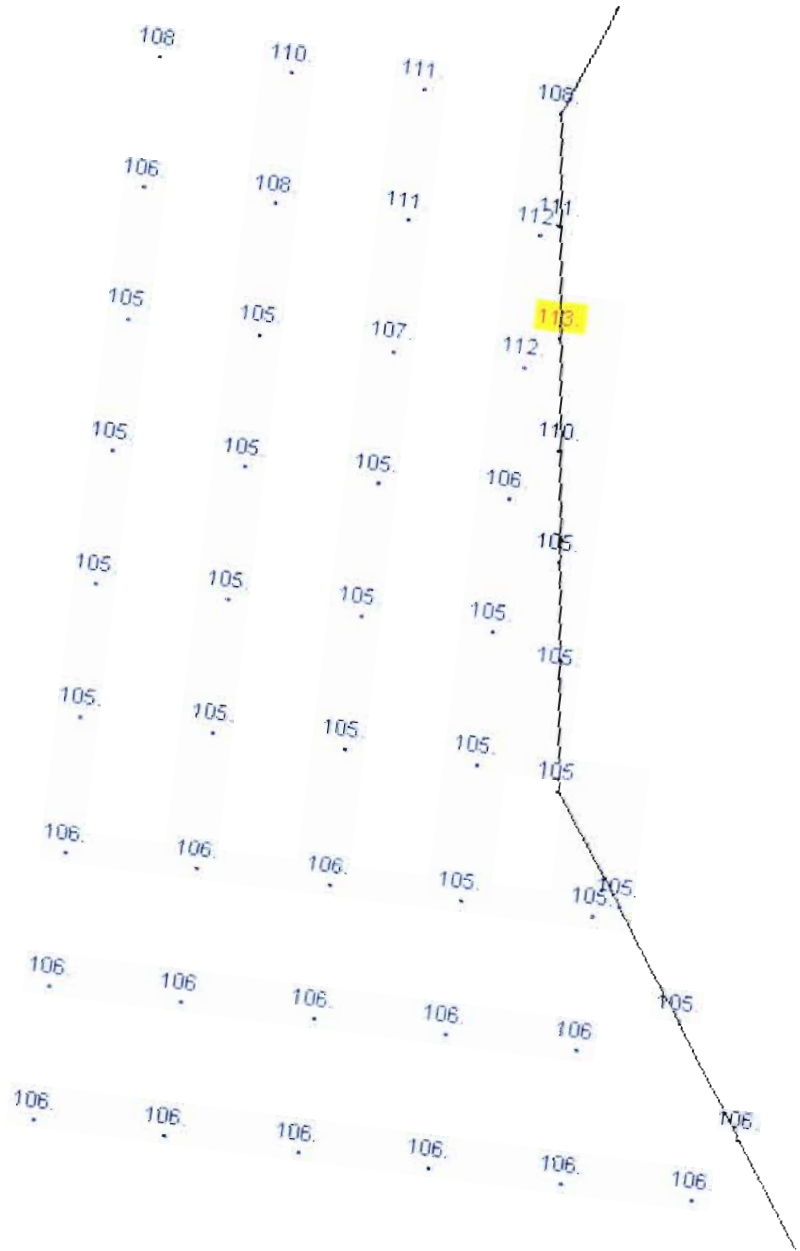 108. 110. 111. 108.
106. 108. 111 112. 111.
105. 105. 107. 112. 113.
105. 105. 105. 106. 110.
105. 105. 105. 105. 105.
105. 105. 105. 105. 105.
105
106. 106. 106. 105. 105. 105.
106. 106 106. 106. 106 105.
106. 106. 106. 106. 106. 106. 106.